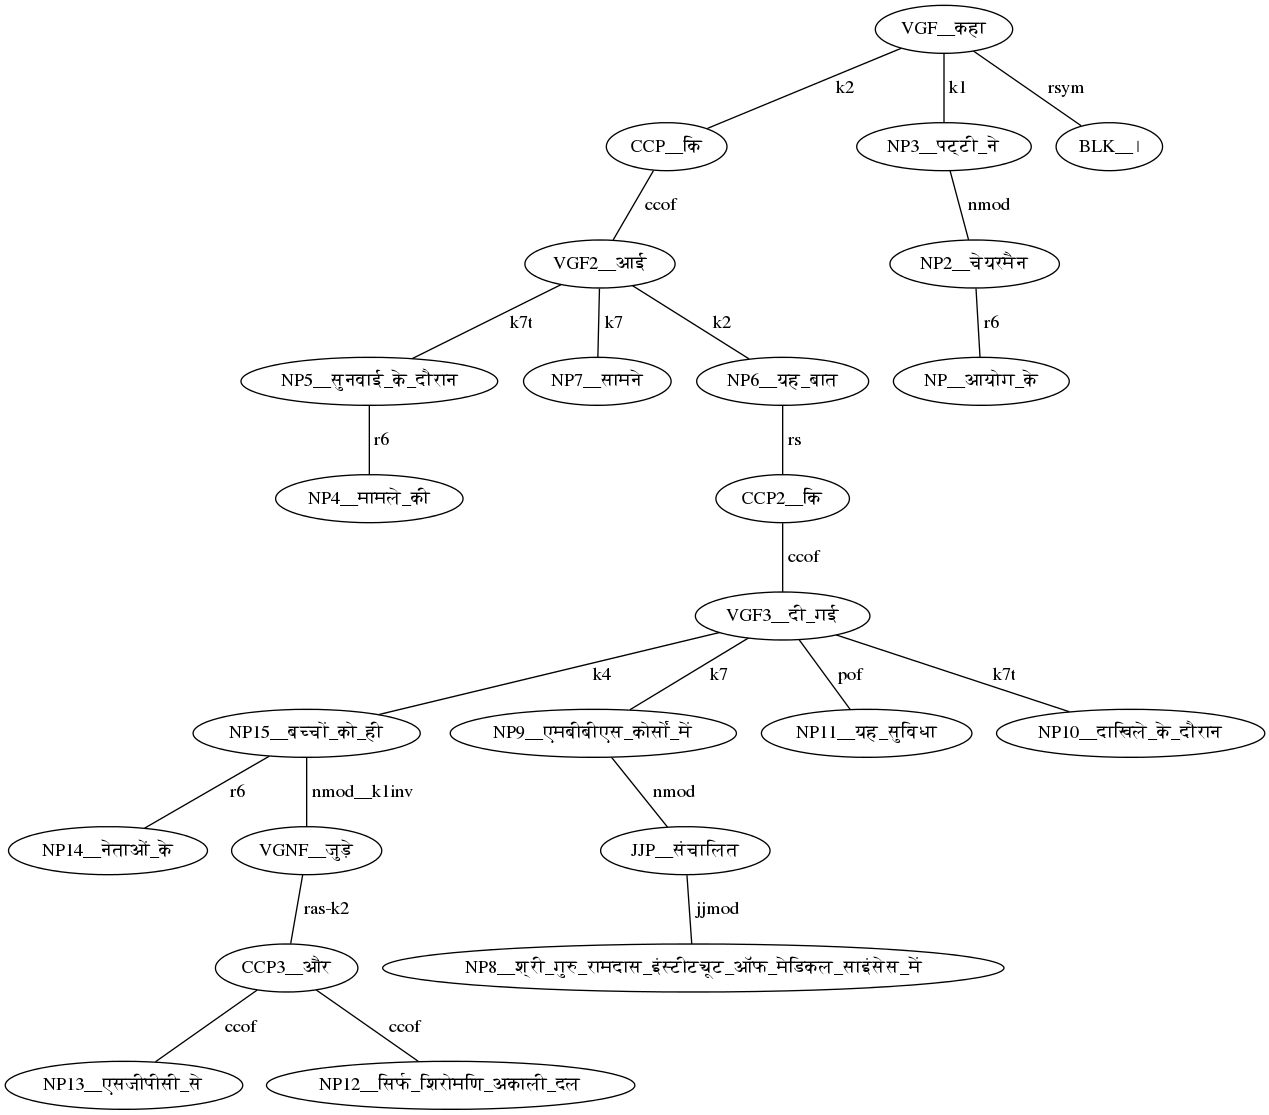 VGF__कहा
k2 k1 rsym
CCP__कि NP3__पट्टी_ने BLK__।
ccof nmod
VGF2__आई NP2__चेयरमैन
k7t k7 k2 r6
NP5__सुनवाई_के_दौरान NP7__सामने NP6__यह_बात NP__आयोग_के
r6 rs
NP4__मामले_की CCP2__कि
ccof
VGF3__दी_गई
k4 k7 pof k7t
NP15__बच्चों_को_ही NP9__एमबीबीएस_कोर्सों_में NP11__यह_सुविधा NP10__दाखिले_के_दौरान
r6 nmod__k1inv nmod
NP14__नेताओं_के VGNF__जुड़े JJP__संचालित
ras-k2 jjmod
CCP3__और NP8__श्री_गुरु_रामदास_इंस्टीट्यूट_ऑफ_मेडिकल_साइंसेस_में
ccof ccof
NP13__एसजीपीसी_से NP12__सिर्फ_शिरोमणि_अकाली_दल